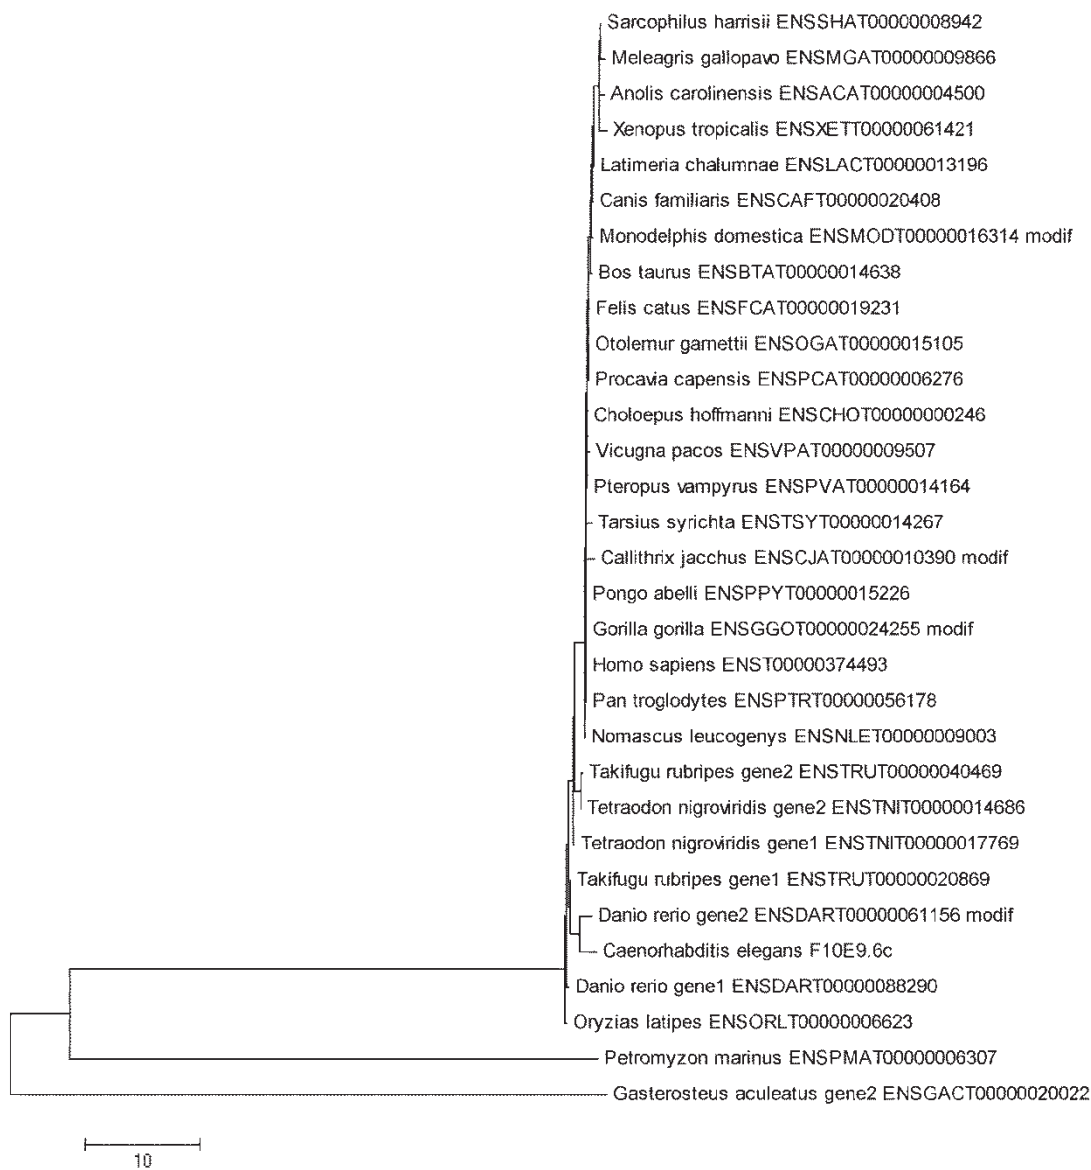 Sarcophilus harrisii ENSSHAT00000008942
Meleagris gallopavo ENSMGAT00000009866
Anolis carolinensis ENSACAT00000004500
Xenopus tropicalis ENSXETT00000061421
Latimeria chalumnae ENSLACT00000013196
Canis familiaris ENSCAFT00000020408
Monodelphis domestica ENSMODT00000016314 modif
Bos taurus ENSBTAT00000014638
Felis catus ENSFCAT00000019231
Otolemur garnettii ENSOGAT00000015105
Procavia capensis ENSPCAT00000006276
Choloepus hoffmanni ENSCHOT00000000246
Vicugna pacos ENSVPAT00000009507
Pteropus vampyrus ENSPVAT00000014164
Tarsius syrichta ENSTSYT00000014267
Callithrix jacchus ENSCJAT00000010390 modif
Pongo abelli ENSPPYT00000015226
Gorilla gorilla ENSGGOT00000024255 modif
Homo sapiens ENST00000374493
Pan troglodytes ENSPTRT00000056178
Nomascus leucogenys ENSNLET00000009003
Takifugu rubripes gene2 ENSTRUT00000040469
Tetraodon nigroviridis gene2 ENSTNIT00000014686
Tetraodon nigroviridis gene1 ENSTNIT00000017769
Takifugu rubripes gene1 ENSTRUT00000020869
Danio rerio gene2 ENSDART00000061156 modif
Caenorhabditis elegans F10E9.6c
Danio rerio gene1 ENSDART00000088290
Oryzias latipes ENSORLT00000006623
Petromyzon marinus ENSPMAT00000006307
Gasterosteus aculeatus gene2 ENSGACT00000020022
10